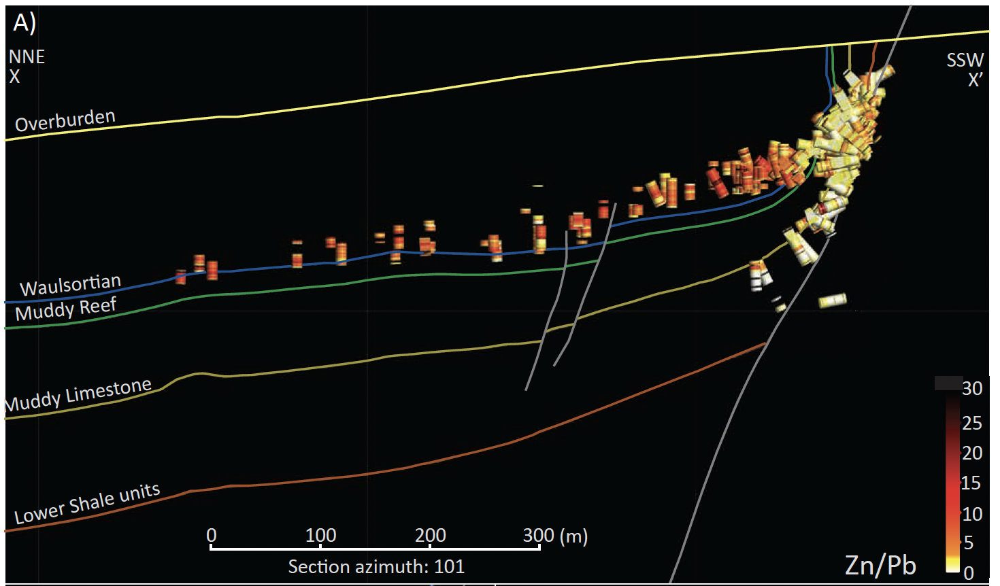 A)
NNE
X
SSW
X'
Overburden
Waulsortian
Muddy Reef
Muddy Limestone
Lower Shale units
0 100 200 300 (m)
Section azimuth: 101
Zn/Pb
30
25
20
15
10
5
0